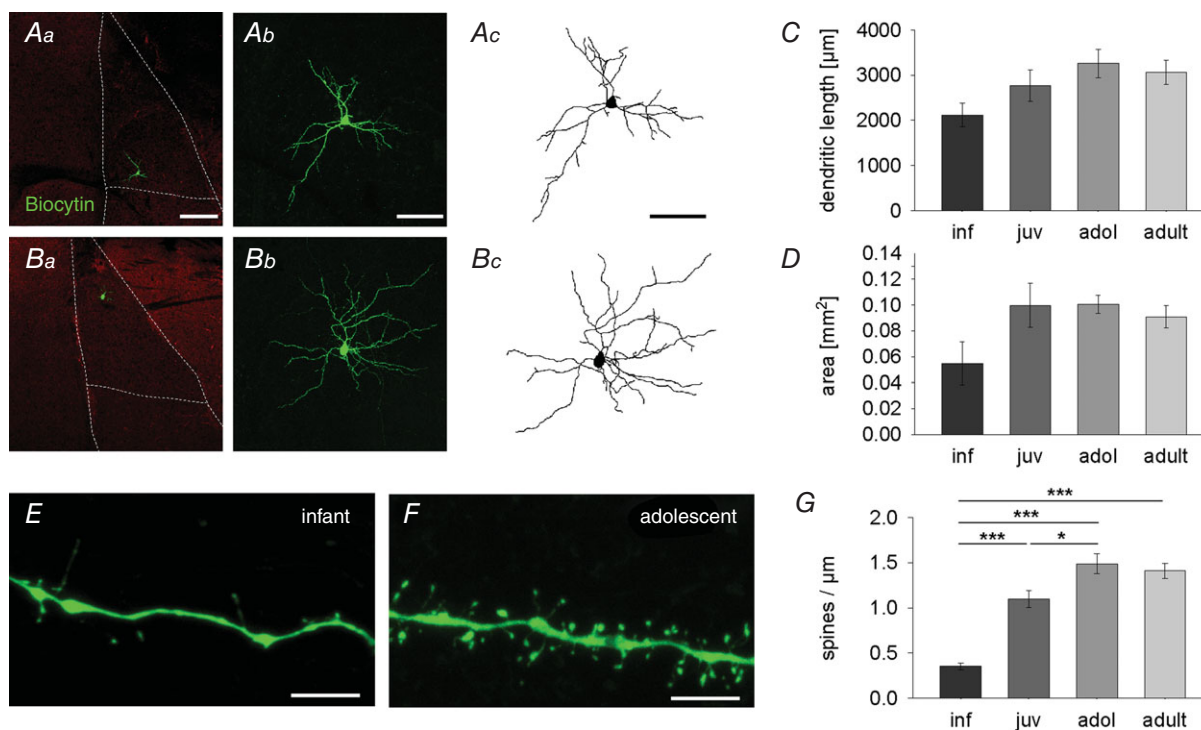 Aa
Biocytin
Ab
Ac
Ba
Bb
Bc
C
dendritic length [µm]
4000
3000
2000
1000
0
inf juv adol adult
D
area [mm²]
0.14
0.12
0.10
0.08
0.06
0.04
0.02
0.00
inf juv adol adult
E
infant
F
adolescent
G
spines / µm
2.0
1.5
1.0
0.5
0.0
***
***
*** *
inf juv adol adult